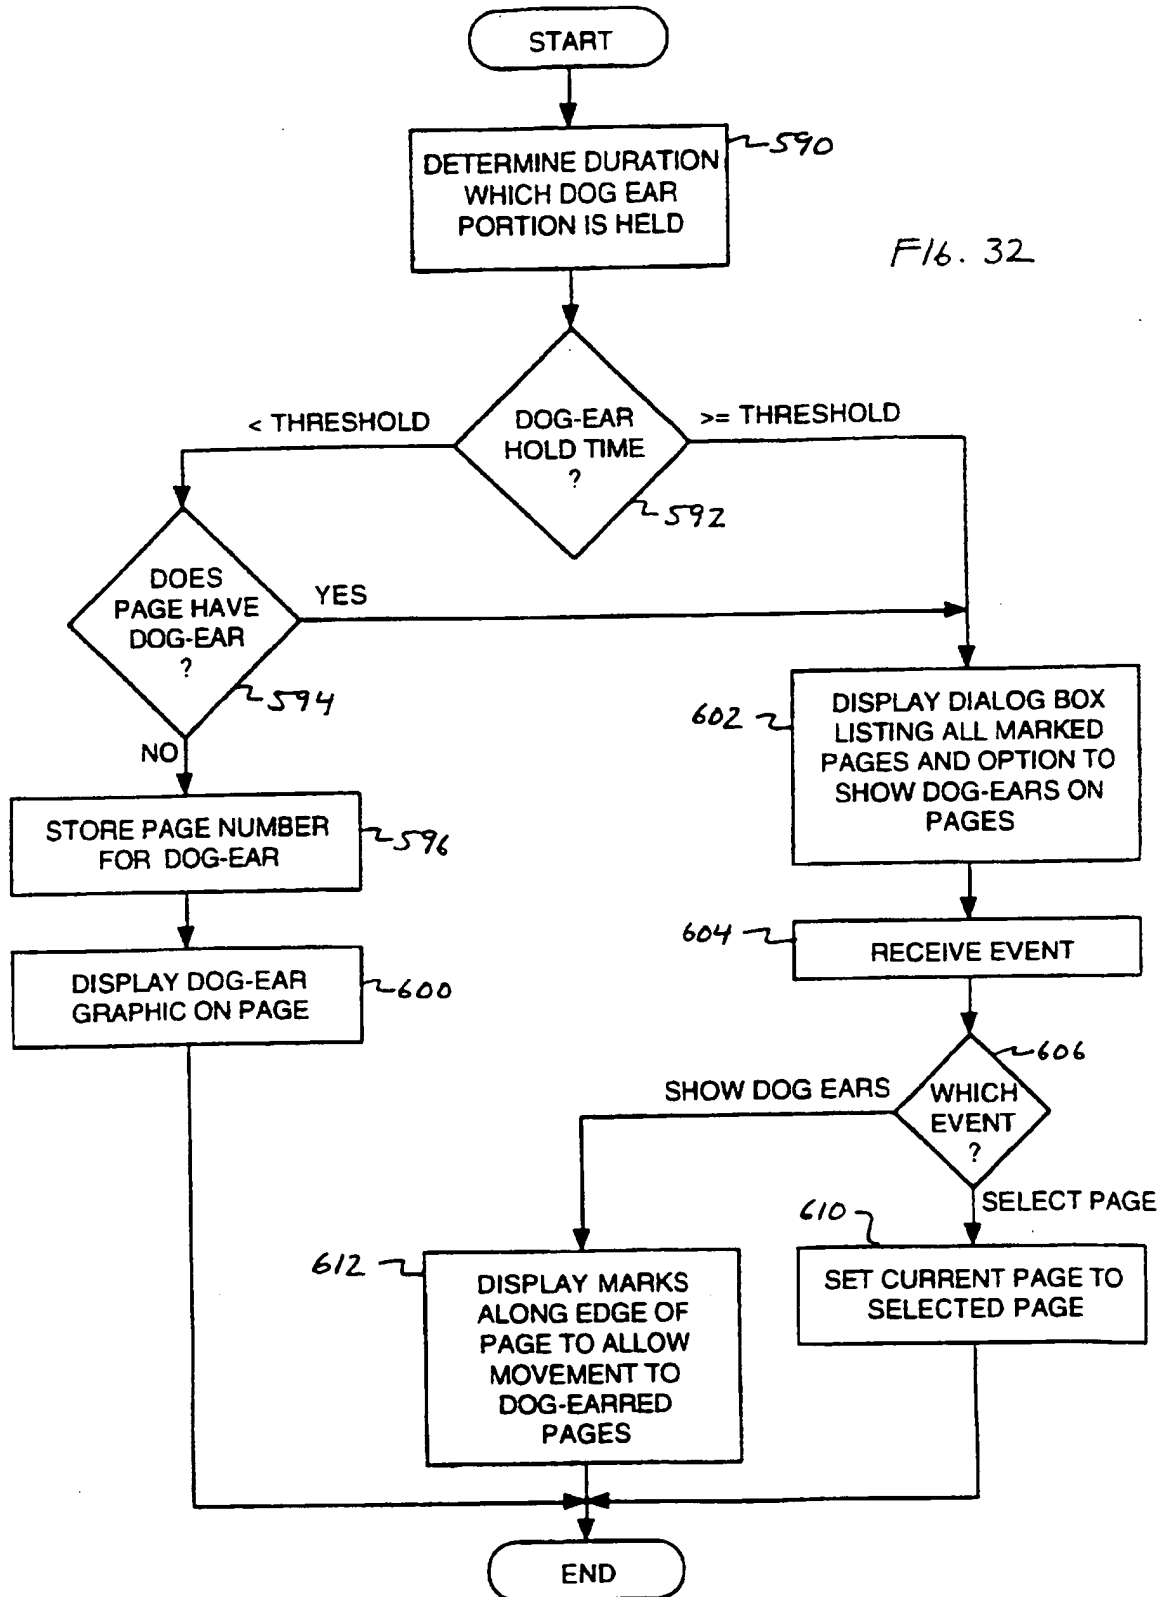 START
DETERMINE DURATION
WHICH DOG EAR
PORTION IS HELD
590
FIG. 32
DOG-EAR
HOLD TIME
?
592
< THRESHOLD
>= THRESHOLD
DOES
PAGE HAVE
DOG-EAR
?
594
YES
NO
STORE PAGE NUMBER
FOR DOG-EAR
596
DISPLAY DOG-EAR
GRAPHIC ON PAGE
600
602
DISPLAY DIALOG BOX
LISTING ALL MARKED
PAGES AND OPTION TO
SHOW DOG-EARS ON
PAGES
604
RECEIVE EVENT
606
WHICH
EVENT
?
SHOW DOG EARS
SELECT PAGE
610
SET CURRENT PAGE TO
SELECTED PAGE
612
DISPLAY MARKS
ALONG EDGE OF
PAGE TO ALLOW
MOVEMENT TO
DOG-EARRED
PAGES
END